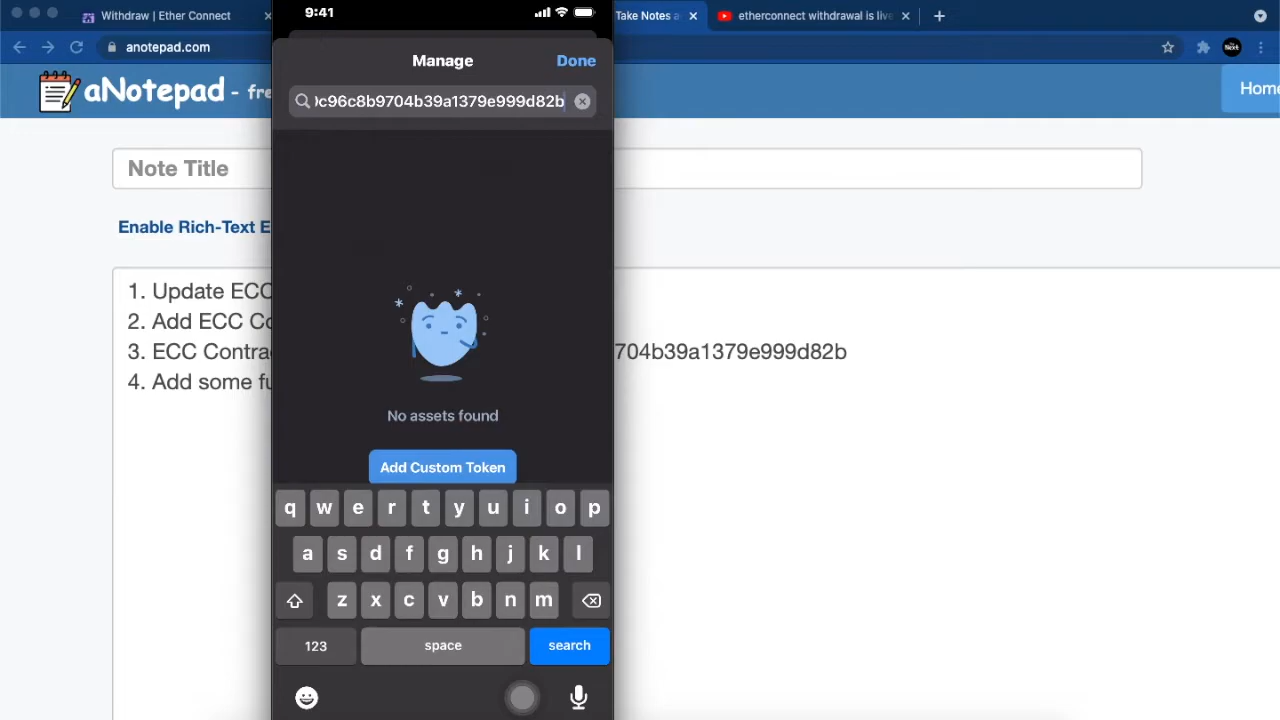 Withdraw | Ether Connect
9:41
Take Notes a
etherconnect withdrawal is live
anotepad.com
Next
Manage
Done
aNotepad - fre
Home
c96c8b9704b39a1379e999d82b
Note Title
Enable Rich-Text E
1. Update ECC
2. Add ECC Co
3. ECC Contra 704b39a1379e999d82b
4. Add some fu
No assets found
Add Custom Token
q w e r t y u i o p
a s d f g h j k l
z x c v b n m
123
space
search